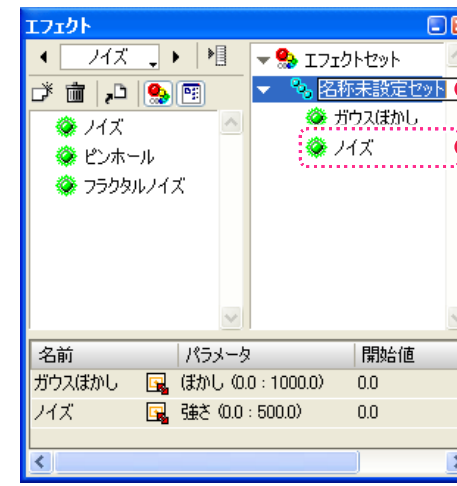 エフェクト
ノイズ
エフェクトセット
名称未設定セット
ガウスぼかし
ノイズ
ノイズ
ピンホール
フラクタルノイズ
名前 パラメータ 開始値
ガウスぼかし ぼかし (0.0 : 1000.0) 0.0
ノイズ 強さ (0.0 : 500.0) 0.0